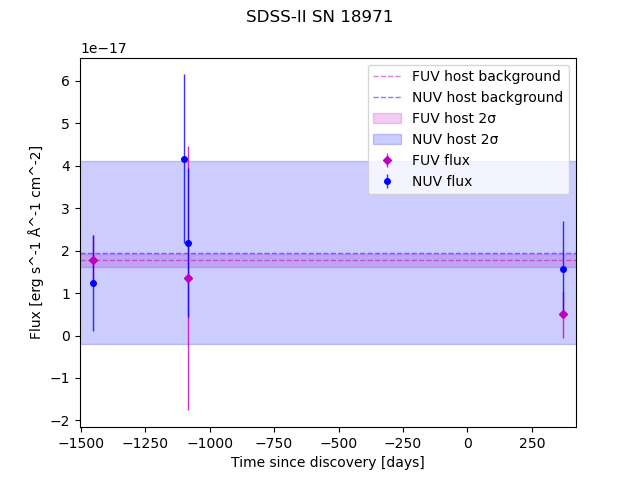 SDSS-II SN 18971
1e−17
FUV host background
NUV host background
FUV host 2σ
NUV host 2σ
FUV flux
NUV flux
6
5
4
3
2
1
0
−1
−2
Flux [erg s^-1 Å^-1 cm^-2]
−1500 −1250 −1000 −750 −500 −250 0 250
Time since discovery [days]